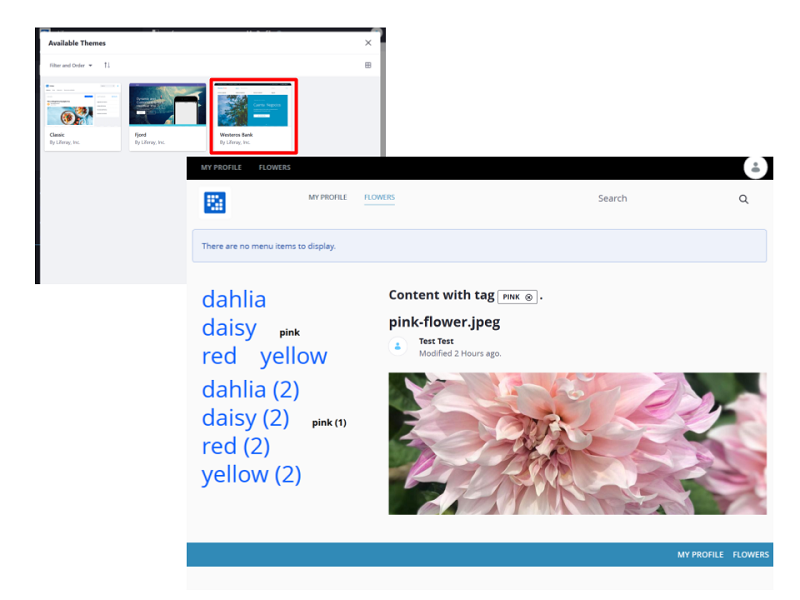 Available Themes
Filter and Order
Classic
By Liferay, Inc.
Fjord
By Liferay, Inc.
Westeros Bank
By Liferay, Inc.
MY PROFILE FLOWERS
MY PROFILE FLOWERS Search
There are no menu items to display.
dahlia
daisy pink
red yellow
dahlia (2)
daisy (2) pink (1)
red (2)
yellow (2)
Content with tag PINK .
pink-flower.jpeg
Test Test
Modified 2 Hours ago.
MY PROFILE FLOWERS